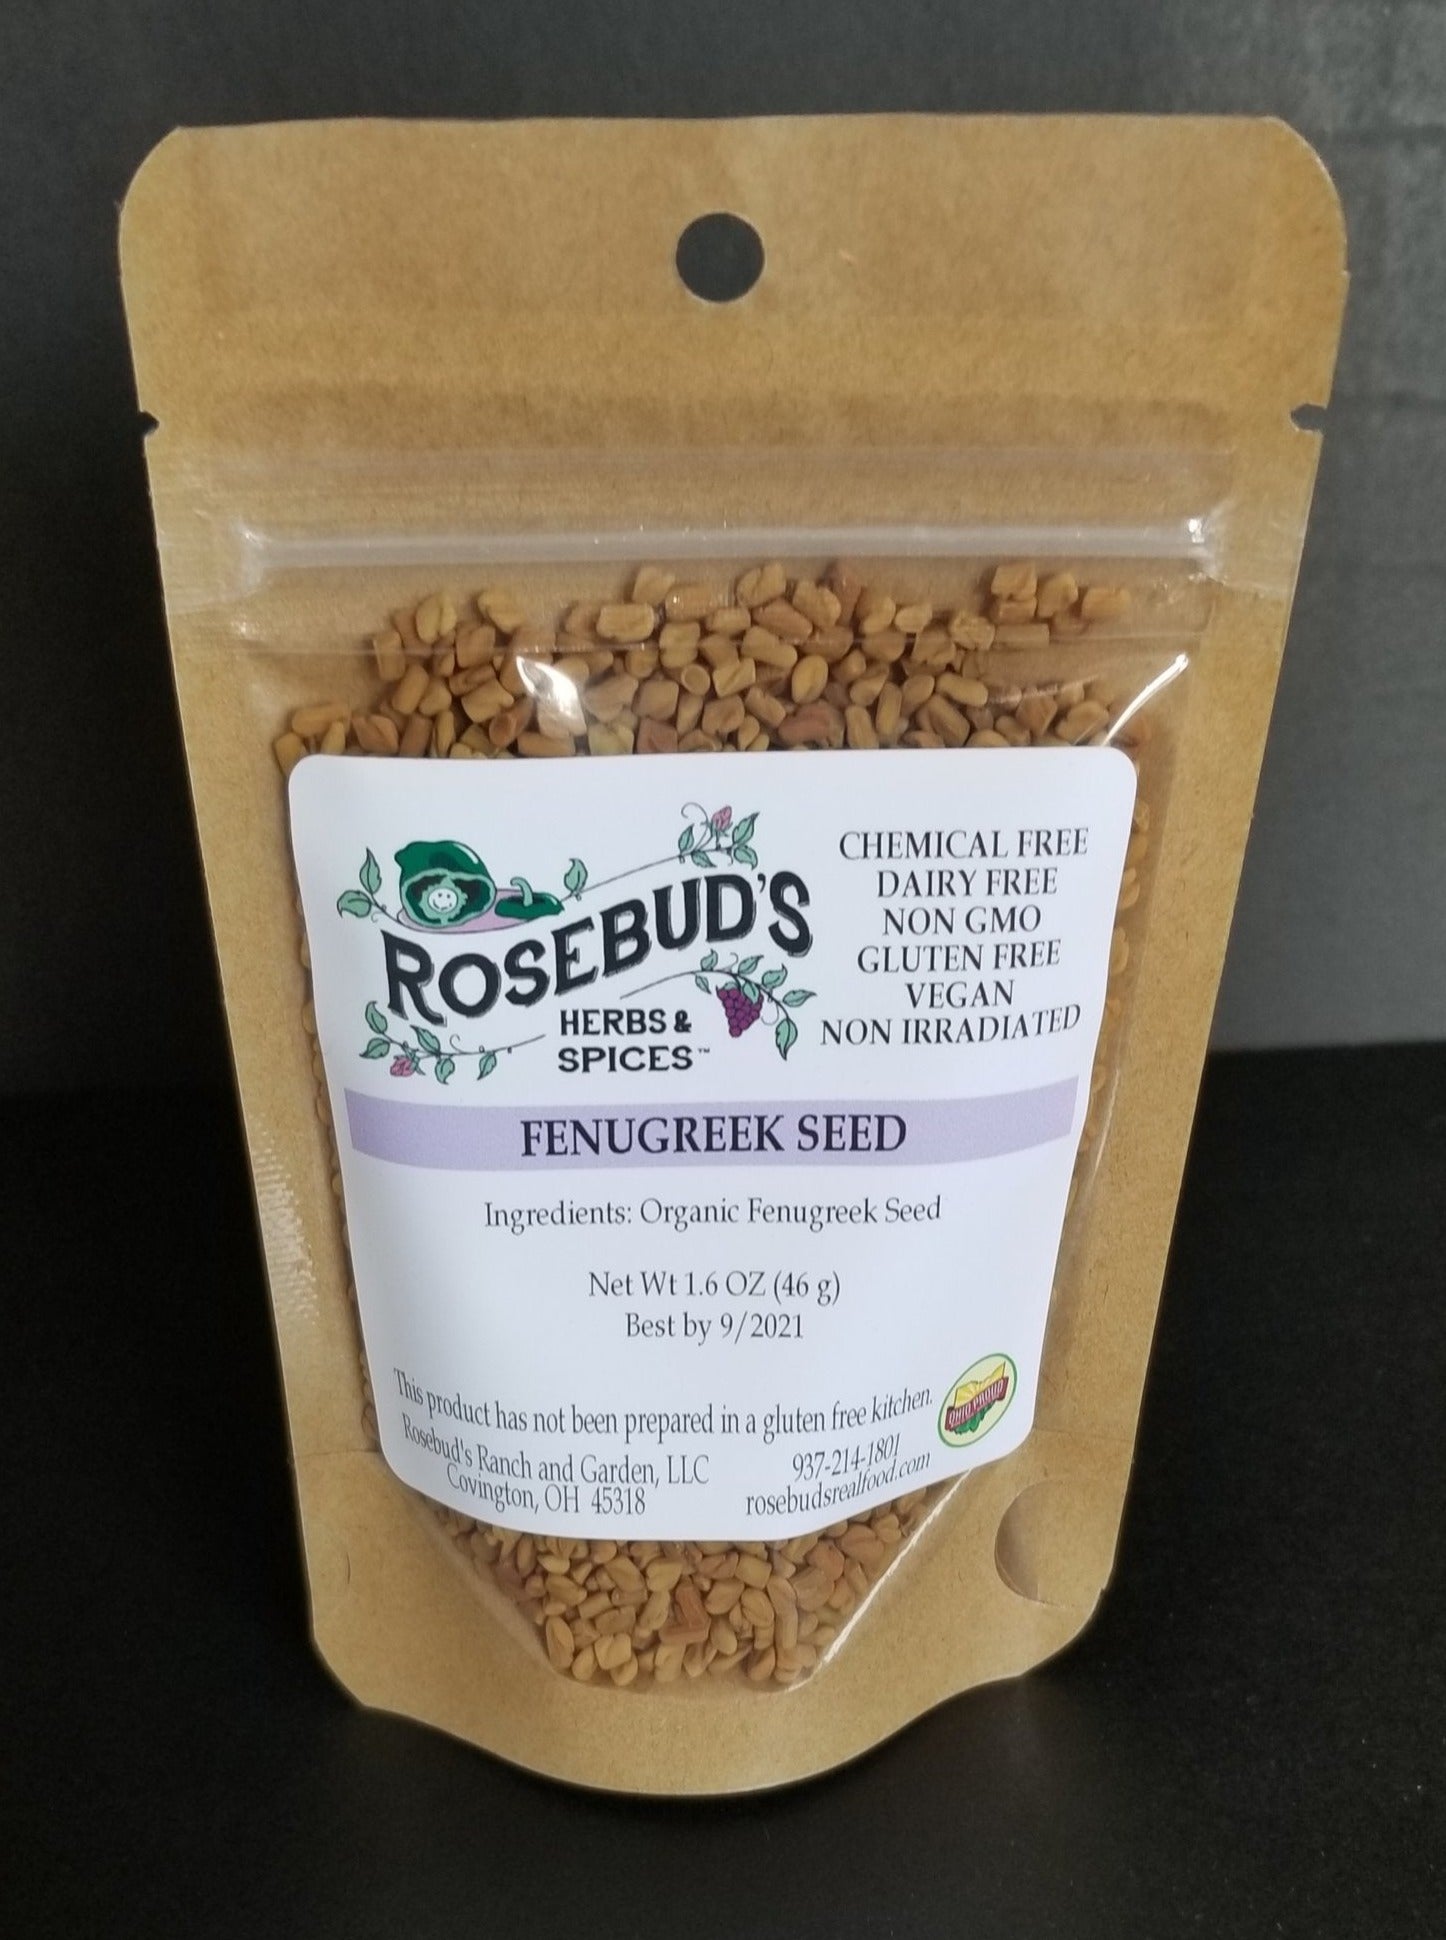 ROSEBUD'S
HERBS &
SPICES™
CHEMICAL FREE
DAIRY FREE
NON GMO
GLUTEN FREE
VEGAN
NON IRRADIATED
FENUGREEK SEED
Ingredients: Organic Fenugreek Seed
Net Wt 1.6 OZ (46 g)
Best by 9/2021
OHIO PROUD
This product has not been prepared in a gluten free kitchen.
Rosebud's Ranch and Garden, LLC
Covington, OH 45318
937-214-1801
rosebudsrealfood.com